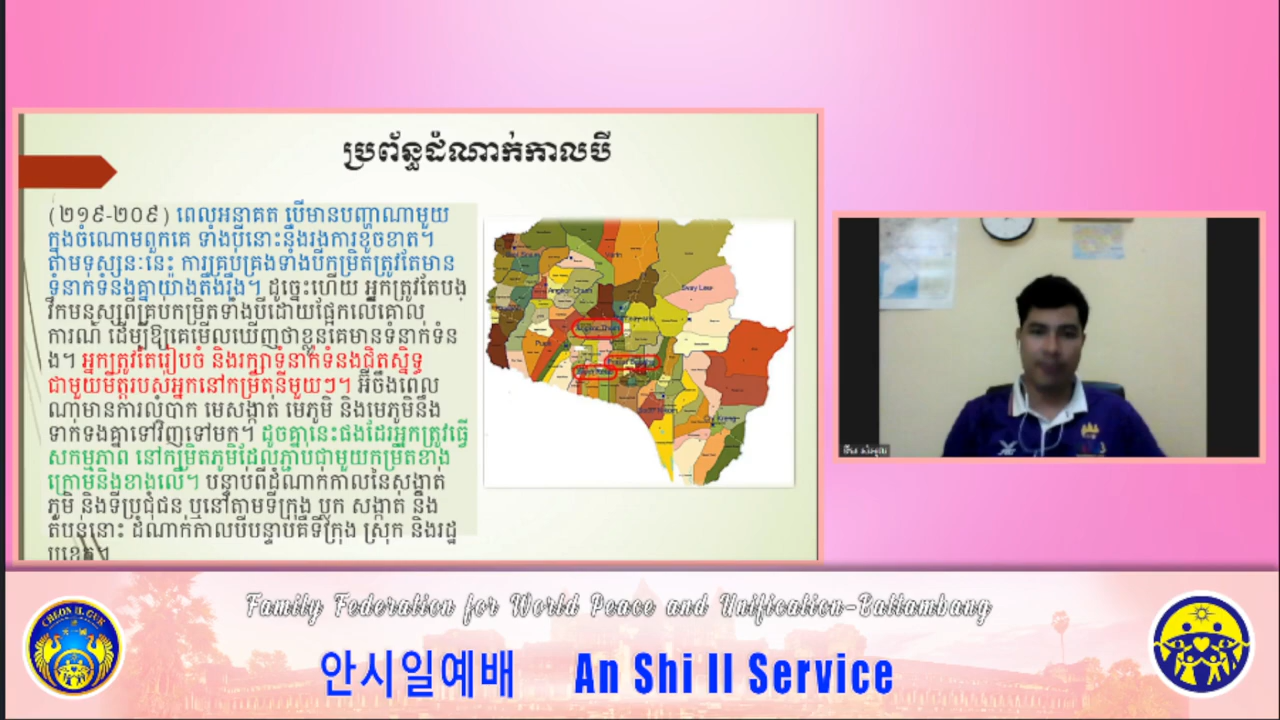 ប្រព័ន្ធដំណាក់កាលបី
(២១៩-២០៩) ពេលអនាគត បើមានបញ្ហាណាមួយ
ក្នុងចំណោមពួកគេ ទាំងបីនោះនឹងរងការខូចខាត។
តាមទស្សនៈនេះ ការគ្រប់គ្រងទាំងបីកម្រិតត្រូវតែមាន
ទំនាក់ទំនងគ្នាយ៉ាងតឹងរឹង។ ដូច្នេះហើយ អ្នកត្រូវតែបង្
រឹកមនុស្សពីគ្រប់កម្រិតទាំងបីដោយផ្អែកលើគោល
ការណ៍ ដើម្បីឱ្យគេមើលឃើញថាខ្លួនគេមានទំនាក់ទំន
ង។ អ្នកត្រូវតែរៀបចំ និងរក្សាទំនាក់ទំនងជិតស្និទ្ធ
ជាមួយមិត្តរបស់អ្នកនៅកម្រិតនីមួយៗ។ អ៊ីចឹងពេល
ណាមានការលំបាក មេសង្កាត់ មេភូមិ និងមេភូមិនឹង
ទាក់ទងគ្នាទៅវិញទៅមក។ ដូចគ្នានេះផងដែរអ្នកត្រូវធ្វើ
សកម្មភាព នៅកម្រិតភូមិដែលភ្ជាប់ជាមួយកម្រិតខាង
ក្រោមនិងខាងលើ។ បន្ទាប់ពីដំណាក់កាលនៃសង្កាត់
ភូមិ និងទីប្រជុំជន ឬនៅតាមទីក្រុង ប្លុក សង្កាត់ និង
តំបន់នោះ ដំណាក់កាលបីបន្ទាប់គឺទីក្រុង ស្រុក និងរដ្ឋ
ឬខេត្ត។
Varin
Svay Leu
Angkor Chum
Puok
Angkor Thom
Chi Kreng
Family Federation for World Peace and Unification-Battambang
CHEON IL GUK
안시일예배 An Shi Il Service